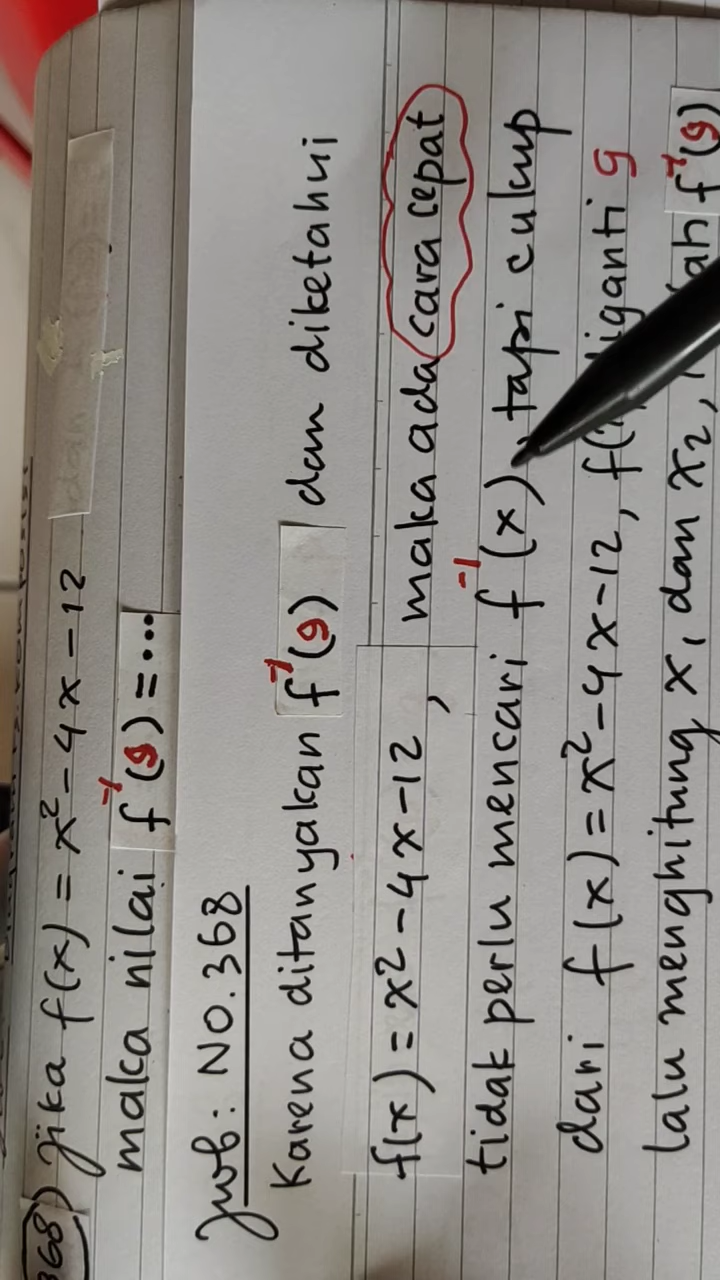 368) Jika f(x) = x² - 4x - 12
maka nilai f⁻¹(9) = ...
Jwb: NO.368
Karena ditanyakan f⁻¹(9) dan diketahui
f(x) = x² - 4x - 12, maka ada cara cepat
tidak perlu mencari f⁻¹(x), tapi cukup
dari f(x) = x² - 4x - 12, diganti 9
lalu menghitung x₁ dan x₂, f⁻¹(9)